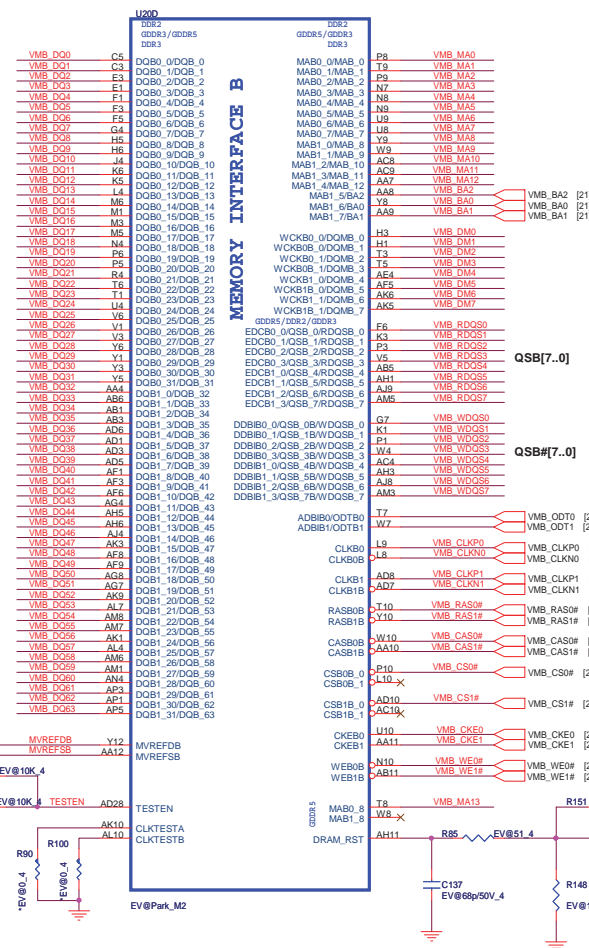 U20D
DDR2
GDDR3/GDDR5
DDR3
DDR2
GDDR5/GDDR3
DDR3
MEMORY INTERFACE B
VMB_DQ0 C5 DQB0_0/DQB_0
VMB_DQ1 C3 DQB0_1/DQB_1
VMB_DQ2 E3 DQB0_2/DQB_2
VMB_DQ3 E1 DQB0_3/DQB_3
VMB_DQ4 F1 DQB0_4/DQB_4
VMB_DQ5 F3 DQB0_5/DQB_5
VMB_DQ6 F5 DQB0_6/DQB_6
VMB_DQ7 G4 DQB0_7/DQB_7
VMB_DQ8 H5 DQB0_8/DQB_8
VMB_DQ9 H6 DQB0_9/DQB_9
VMB_DQ10 J4 DQB0_10/DQB_10
VMB_DQ11 K6 DQB0_11/DQB_11
VMB_DQ12 K5 DQB0_12/DQB_12
VMB_DQ13 L4 DQB0_13/DQB_13
VMB_DQ14 M6 DQB0_14/DQB_14
VMB_DQ15 M1 DQB0_15/DQB_15
VMB_DQ16 M3 DQB0_16/DQB_16
VMB_DQ17 M5 DQB0_17/DQB_17
VMB_DQ18 N4 DQB0_18/DQB_18
VMB_DQ19 P6 DQB0_19/DQB_19
VMB_DQ20 P5 DQB0_20/DQB_20
VMB_DQ21 R4 DQB0_21/DQB_21
VMB_DQ22 T6 DQB0_22/DQB_22
VMB_DQ23 T1 DQB0_23/DQB_23
VMB_DQ24 U4 DQB0_24/DQB_24
VMB_DQ25 V6 DQB0_25/DQB_25
VMB_DQ26 V1 DQB0_26/DQB_26
VMB_DQ27 V3 DQB0_27/DQB_27
VMB_DQ28 Y6 DQB0_28/DQB_28
VMB_DQ29 Y1 DQB0_29/DQB_29
VMB_DQ30 Y3 DQB0_30/DQB_30
VMB_DQ31 Y5 DQB0_31/DQB_31
VMB_DQ32 AA4 DQB1_0/DQB_32
VMB_DQ33 AB6 DQB1_1/DQB_33
VMB_DQ34 AB1 DQB1_2/DQB_34
VMB_DQ35 AB3 DQB1_3/DQB_35
VMB_DQ36 AD6 DQB1_4/DQB_36
VMB_DQ37 AD1 DQB1_5/DQB_37
VMB_DQ38 AD3 DQB1_6/DQB_38
VMB_DQ39 AD5 DQB1_7/DQB_39
VMB_DQ40 AF1 DQB1_8/DQB_40
VMB_DQ41 AF3 DQB1_9/DQB_41
VMB_DQ42 AF6 DQB1_10/DQB_42
VMB_DQ43 AG4 DQB1_11/DQB_43
VMB_DQ44 AH5 DQB1_12/DQB_44
VMB_DQ45 AH6 DQB1_13/DQB_45
VMB_DQ46 AJ4 DQB1_14/DQB_46
VMB_DQ47 AK3 DQB1_15/DQB_47
VMB_DQ48 AF8 DQB1_16/DQB_48
VMB_DQ49 AF9 DQB1_17/DQB_49
VMB_DQ50 AG8 DQB1_18/DQB_50
VMB_DQ51 AG7 DQB1_19/DQB_51
VMB_DQ52 AK9 DQB1_20/DQB_52
VMB_DQ53 AL7 DQB1_21/DQB_53
VMB_DQ54 AM8 DQB1_22/DQB_54
VMB_DQ55 AM7 DQB1_23/DQB_55
VMB_DQ56 AK1 DQB1_24/DQB_56
VMB_DQ57 AL4 DQB1_25/DQB_57
VMB_DQ58 AM6 DQB1_26/DQB_58
VMB_DQ59 AM1 DQB1_27/DQB_59
VMB_DQ60 AN4 DQB1_28/DQB_60
VMB_DQ61 AP3 DQB1_29/DQB_61
VMB_DQ62 AP1 DQB1_30/DQB_62
VMB_DQ63 AP5 DQB1_31/DQB_63
MVREFDB Y12 MVREFDB
MVREFSB AA12 MVREFSB
EV@10K_4
EV@10K_4 TESTEN AD28 TESTEN
AK10 CLKTESTA
AL10 CLKTESTB
R90
*EV@0_4
R100
*EV@0_4
EV@Park_M2
MAB0_0/MAB_0 P8 VMB_MA0
MAB0_1/MAB_1 T9 VMB_MA1
MAB0_2/MAB_2 P9 VMB_MA2
MAB0_3/MAB_3 N7 VMB_MA3
MAB0_4/MAB_4 N8 VMB_MA4
MAB0_5/MAB_5 N9 VMB_MA5
MAB0_6/MAB_6 U9 VMB_MA6
MAB0_7/MAB_7 U8 VMB_MA7
MAB1_0/MAB_8 Y9 VMB_MA8
MAB1_1/MAB_9 W9 VMB_MA9
MAB1_2/MAB_10 AC8 VMB_MA10
MAB1_3/MAB_11 AC9 VMB_MA11
MAB1_4/MAB_12 AA7 VMB_MA12
MAB1_5/BA2 AA8 VMB_BA2 VMB_BA2 [21
MAB1_6/BA0 Y8 VMB_BA0 VMB_BA0 [21
MAB1_7/BA1 AA9 VMB_BA1 VMB_BA1 [21
WCKB0_0/DQMB_0 H3 VMB_DM0
WCKB0B_0/DQMB_1 H1 VMB_DM1
WCKB0_1/DQMB_2 T3 VMB_DM2
WCKB0B_1/DQMB_3 T5 VMB_DM3
WCKB1_0/DQMB_4 AE4 VMB_DM4
WCKB1B_0/DQMB_5 AF5 VMB_DM5
WCKB1_1/DQMB_6 AK6 VMB_DM6
WCKB1B_1/DQMB_7 AK5 VMB_DM7
GDDR5/DDR2/GDDR3
EDCB0_0/QSB_0/RDQSB_0 F6 VMB_RDQS0
EDCB0_1/QSB_1/RDQSB_1 K3 VMB_RDQS1
EDCB0_2/QSB_2/RDQSB_2 P3 VMB_RDQS2
EDCB0_3/QSB_3/RDQSB_3 V5 VMB_RDQS3
EDCB1_0/QSB_4/RDQSB_4 AB5 VMB_RDQS4
EDCB1_1/QSB_5/RDQSB_5 AH1 VMB_RDQS5
EDCB1_2/QSB_6/RDQSB_6 AJ9 VMB_RDQS6
EDCB1_3/QSB_7/RDQSB_7 AM5 VMB_RDQS7
QSB[7..0]
DDBIB0_0/QSB_0B/WDQSB_0 G7 VMB_WDQS0
DDBIB0_1/QSB_1B/WDQSB_1 K1 VMB_WDQS1
DDBIB0_2/QSB_2B/WDQSB_2 P1 VMB_WDQS2
DDBIB0_3/QSB_3B/WDQSB_3 W4 VMB_WDQS3
DDBIB1_0/QSB_4B/WDQSB_4 AC4 VMB_WDQS4
DDBIB1_1/QSB_5B/WDQSB_5 AH3 VMB_WDQS5
DDBIB1_2/QSB_6B/WDQSB_6 AJ8 VMB_WDQS6
DDBIB1_3/QSB_7B/WDQSB_7 AM3 VMB_WDQS7
QSB#[7..0]
ADBIB0/ODTB0 T7 VMB_ODT0 [2
ADBIB1/ODTB1 W7 VMB_ODT1 [2
CLKB0 L9 VMB_CLKP0 VMB_CLKP0
CLKB0B L8 VMB_CLKN0 VMB_CLKN0
CLKB1 AD8 VMB_CLKP1 VMB_CLKP1
CLKB1B AD7 VMB_CLKN1 VMB_CLKN1
RASB0B T10 VMB_RAS0# VMB_RAS0# [
RASB1B Y10 VMB_RAS1# VMB_RAS1# [
CASB0B W10 VMB_CAS0# VMB_CAS0# [
CASB1B AA10 VMB_CAS1# VMB_CAS1# [
CSB0B_0 P10 VMB_CS0# VMB_CS0# [2
CSB0B_1 L10
CSB1B_0 AD10 VMB_CS1# VMB_CS1# [2
CSB1B_1 AC10
CKEB0 U10 VMB_CKE0 VMB_CKE0 [2
CKEB1 AA11 VMB_CKE1 VMB_CKE1 [2
WEB0B N10 VMB_WE0# VMB_WE0# [2
WEB1B AB11 VMB_WE1# VMB_WE1# [2
GDDR5
MAB0_8 T8 VMB_MA13
MAB1_8 W8
DRAM_RST AH11
R85 EV@51_4
R151
C137
EV@68p/50V_4
R148
EV@1